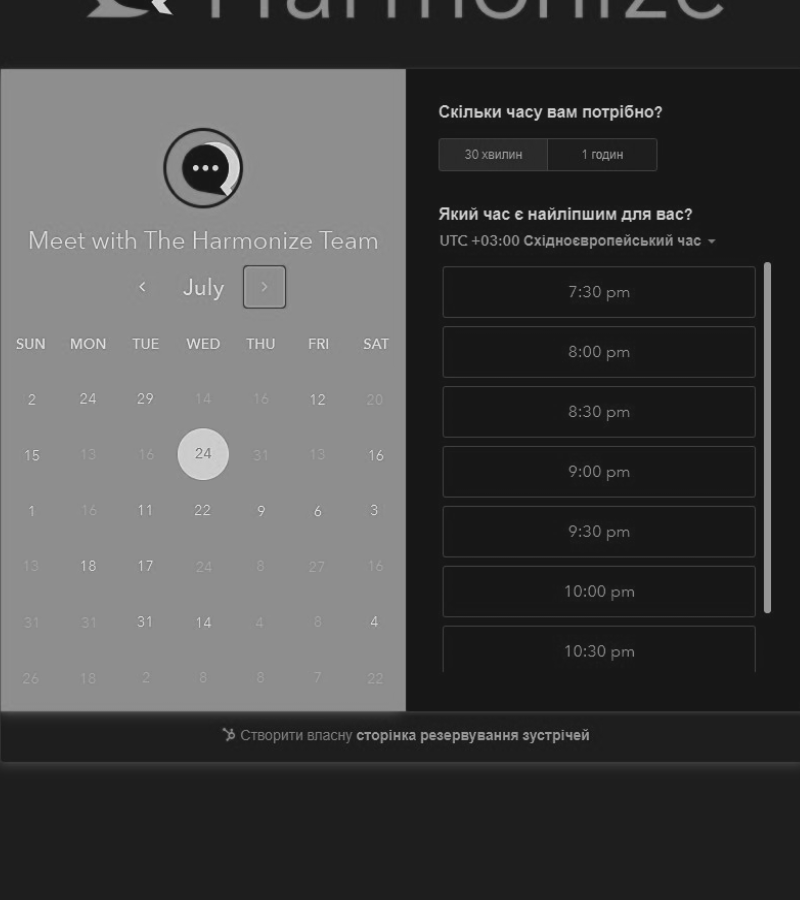 Harmonize
Meet with The Harmonize Team
July
SUN MON TUE WED THU FRI SAT
2 24 29 14 16 12 20
15 13 16 24 31 13 16
1 16 11 22 9 6 3
13 18 17 24 8 27 16
31 31 31 14 4 8 4
26 18 2 8 8 7 22
Скільки часу вам потрібно?
30 хвилин 1 годин
Який час є найліпшим для вас?
UTC +03:00 Східноєвропейський час
7:30 pm
8:00 pm
8:30 pm
9:00 pm
9:30 pm
10:00 pm
10:30 pm
Створити власну сторінка резервування зустрічей